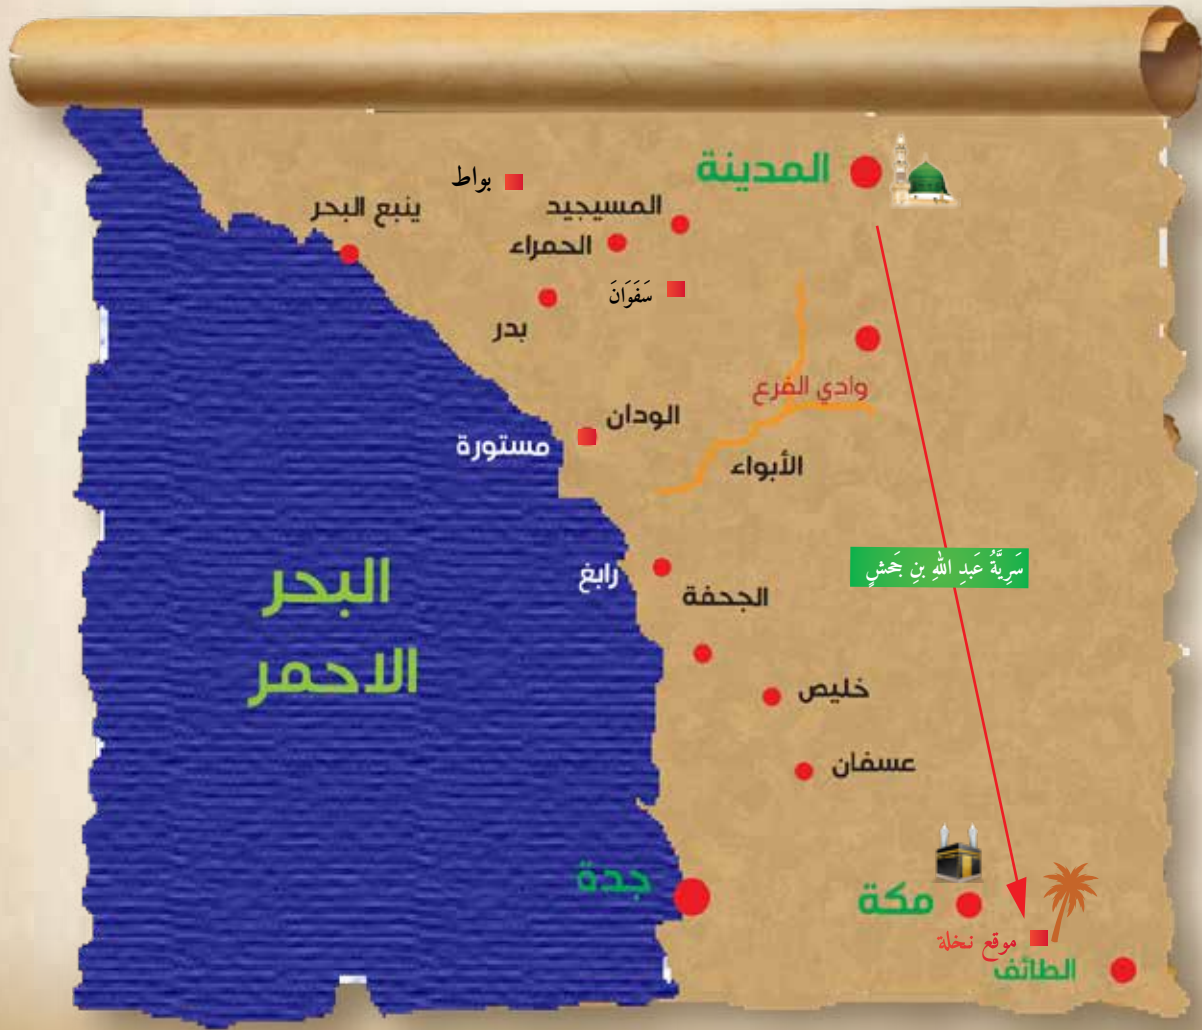 المدينة
بواط
المسيجيد
ينبع البحر
الحمراء
سَفَوَانَ
بدر
وادي الفرع
الودان
مستورة
الأبواء
سَرِيَّةُ عَبدِ اللهِ بنِ جَحشٍ
رابغ
الجحفة
البحر
الاحمر
خليص
عسفان
جدة
مكة
موقع نخلة
الطائف